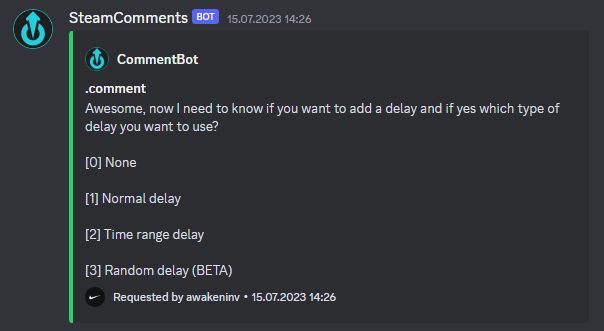 SteamComments BOT 15.07.2023 14:26
CommentBot
.comment
Awesome, now I need to know if you want to add a delay and if yes which type of
delay you want to use?
[0] None
[1] Normal delay
[2] Time range delay
[3] Random delay (BETA)
Requested by awakeninv • 15.07.2023 14:26